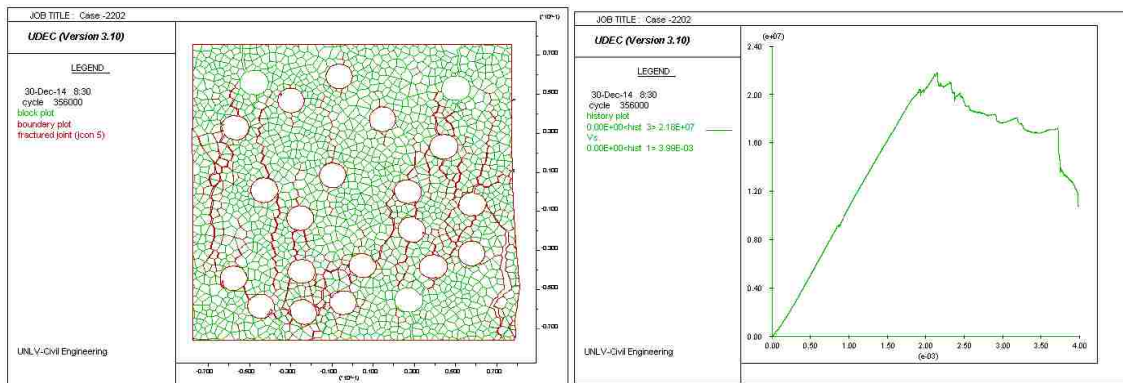 JOB TITLE : Case -2202
(*10^-1)
UDEC (Version 3.10)
LEGEND
30-Dec-14 8:30
cycle 356000
block plot
boundery plot
fractured joint (jcon 5)
UNLV-Civil Engineering
0.700
0.500
0.300
0.100
-0.100
-0.300
-0.500
-0.700
-0.700 -0.500 -0.300 -0.100 0.100 0.300 0.500 0.700
(*10^-1)
JOB TITLE : Case -2202
UDEC (Version 3.10)
LEGEND
30-Dec-14 8:30
cycle 356000
history plot
0.00E+00<hist 3> 2.18E+07
Vs.
0.00E+00<hist 1> 3.99E-03
UNLV-Civil Engineering
(e+07)
2.40
2.00
1.60
1.20
0.80
0.40
0.00
0.00 0.50 1.00 1.50 2.00 2.50 3.00 3.50 4.00
(e-03)